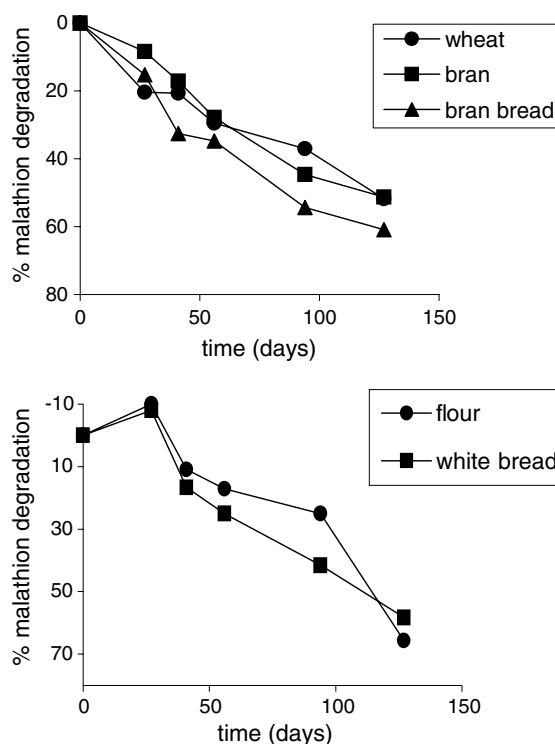 0
20
40
60
80
% malathion degradation
0
50
100
150
time (days)
wheat
bran
bran bread
-10
10
30
50
70
% malathion degradation
0
50
100
150
time (days)
flour
white bread